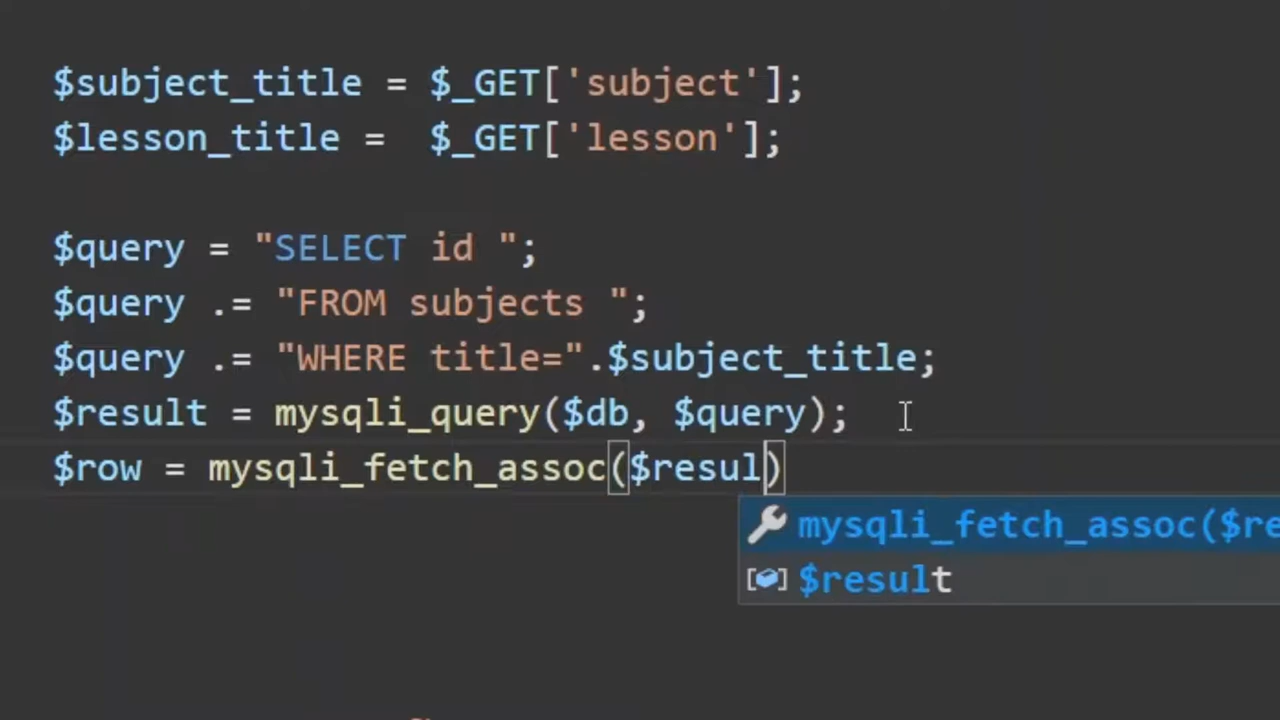 $subject_title = $_GET['subject'];
$lesson_title =  $_GET['lesson'];
$query = "SELECT id ";
$query .= "FROM subjects ";
$query .= "WHERE title=".$subject_title;
$result = mysqli_query($db, $query);
$row = mysqli_fetch_assoc($resul)
mysqli_fetch_assoc($re
$result